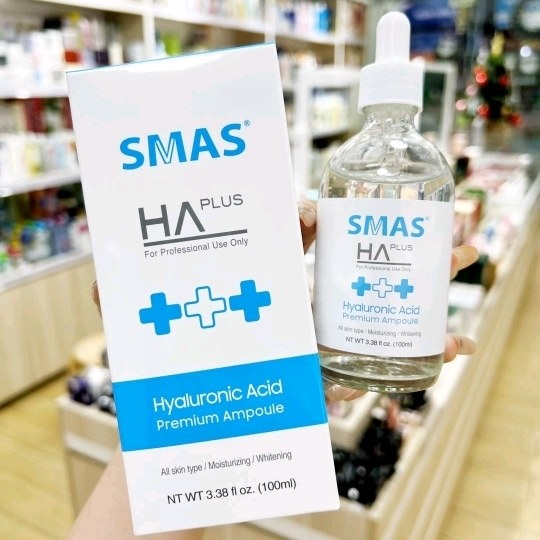 SMAS®
HA PLUS
For Professional Use Only
Hyaluronic Acid
Premium Ampoule
All skin type / Moisturizing / Whitening
NT WT 3.38 fl oz. (100ml)
SMAS®
HA PLUS
For Professional Use Only
Hyaluronic Acid
Premium Ampoule
All skin type / Moisturizing / Whitening
NT WT 3.38 fl oz. (100ml)